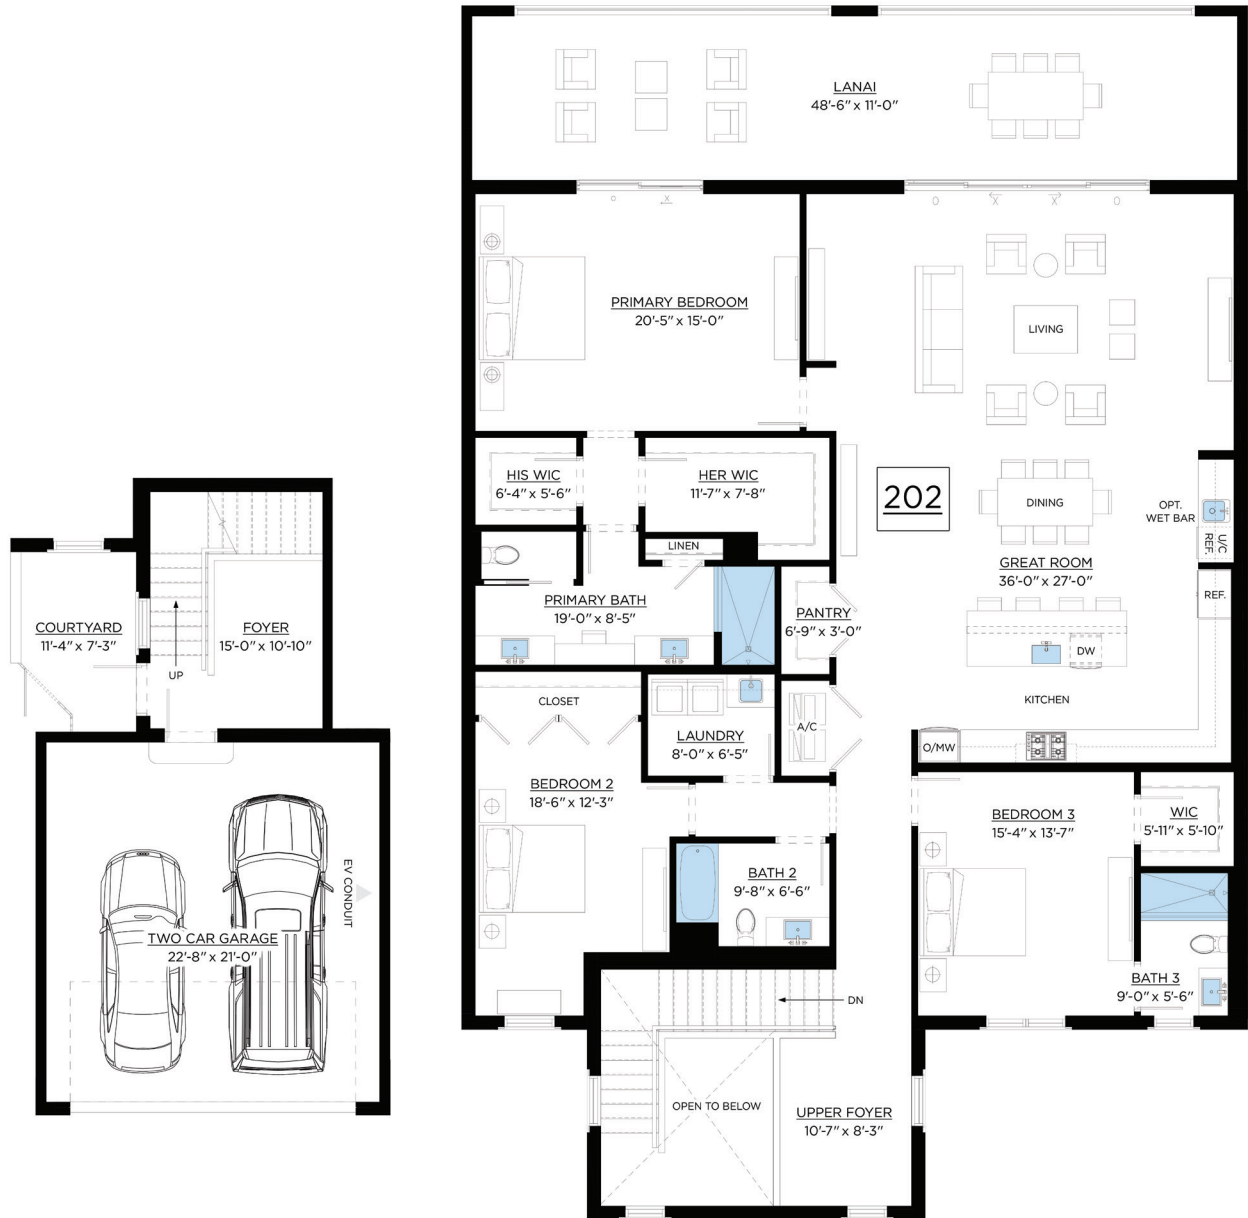 LANAI
48'-6" x 11'-0"
O
X
O
X
X
O
PRIMARY BEDROOM
20'-5" x 15'-0"
LIVING
HIS WIC
6'-4" x 5'-6"
HER WIC
11'-7" x 7'-8"
202
DINING
OPT.
WET BAR
U/C
REF.
LINEN
GREAT ROOM
36'-0" x 27'-0"
REF.
PRIMARY BATH
19'-0" x 8'-5"
PANTRY
6'-9" x 3'-0"
DW
KITCHEN
COURTYARD
11'-4" x 7'-3"
FOYER
15'-0" x 10'-10"
UP
CLOSET
LAUNDRY
8'-0" x 6'-5"
A/C
O/MW
BEDROOM 2
18'-6" x 12'-3"
BEDROOM 3
15'-4" x 13'-7"
WIC
5'-11" x 5'-10"
EV CONDUIT
BATH 2
9'-8" x 6'-6"
TWO CAR GARAGE
22'-8" x 21'-0"
BATH 3
9'-0" x 5'-6"
DN
OPEN TO BELOW
UPPER FOYER
10'-7" x 8'-3"